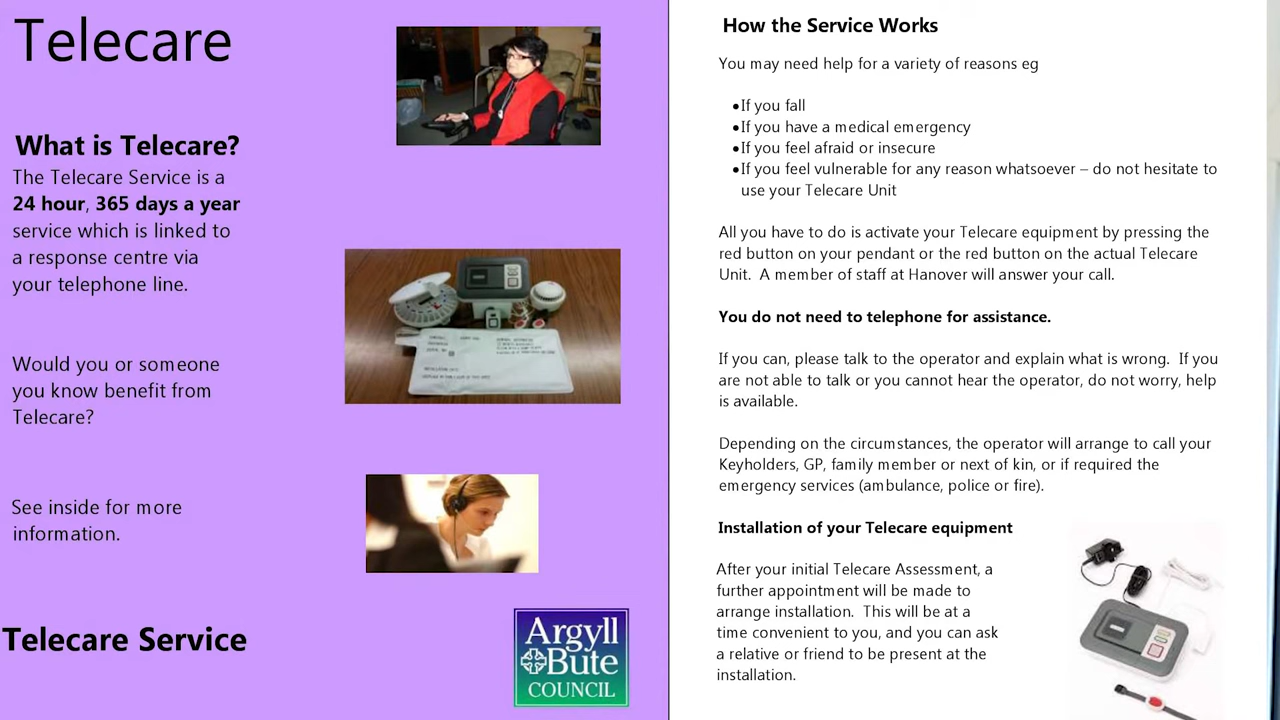 Telecare
What is Telecare?
The Telecare Service is a
24 hour, 365 days a year
service which is linked to
a response centre via
your telephone line.
Would you or someone
you know benefit from
Telecare?
See inside for more
information.
Telecare Service
Argyll
&Bute
COUNCIL
How the Service Works
You may need help for a variety of reasons eg
•If you fall
•If you have a medical emergency
•If you feel afraid or insecure
•If you feel vulnerable for any reason whatsoever – do not hesitate to
use your Telecare Unit
All you have to do is activate your Telecare equipment by pressing the
red button on your pendant or the red button on the actual Telecare
Unit. A member of staff at Hanover will answer your call.
You do not need to telephone for assistance.
If you can, please talk to the operator and explain what is wrong. If you
are not able to talk or you cannot hear the operator, do not worry, help
is available.
Depending on the circumstances, the operator will arrange to call your
Keyholders, GP, family member or next of kin, or if required the
emergency services (ambulance, police or fire).
Installation of your Telecare equipment
After your initial Telecare Assessment, a
further appointment will be made to
arrange installation. This will be at a
time convenient to you, and you can ask
a relative or friend to be present at the
installation.